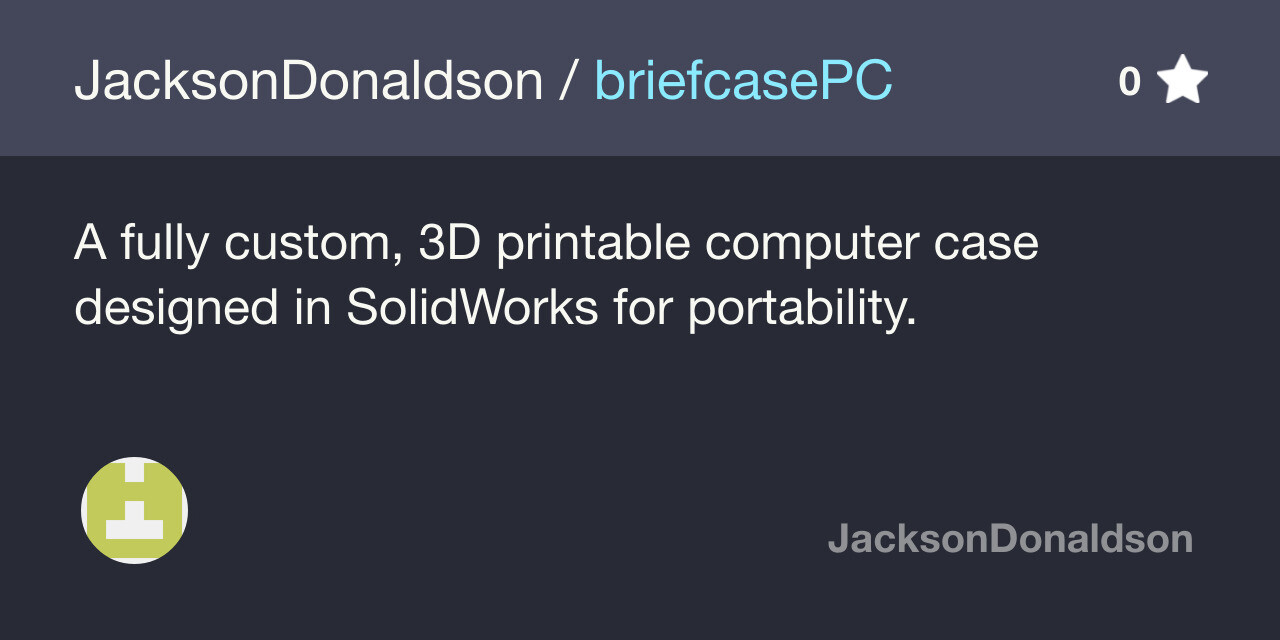 JacksonDonaldson / briefcasePC 0
A fully custom, 3D printable computer case
designed in SolidWorks for portability.
JacksonDonaldson